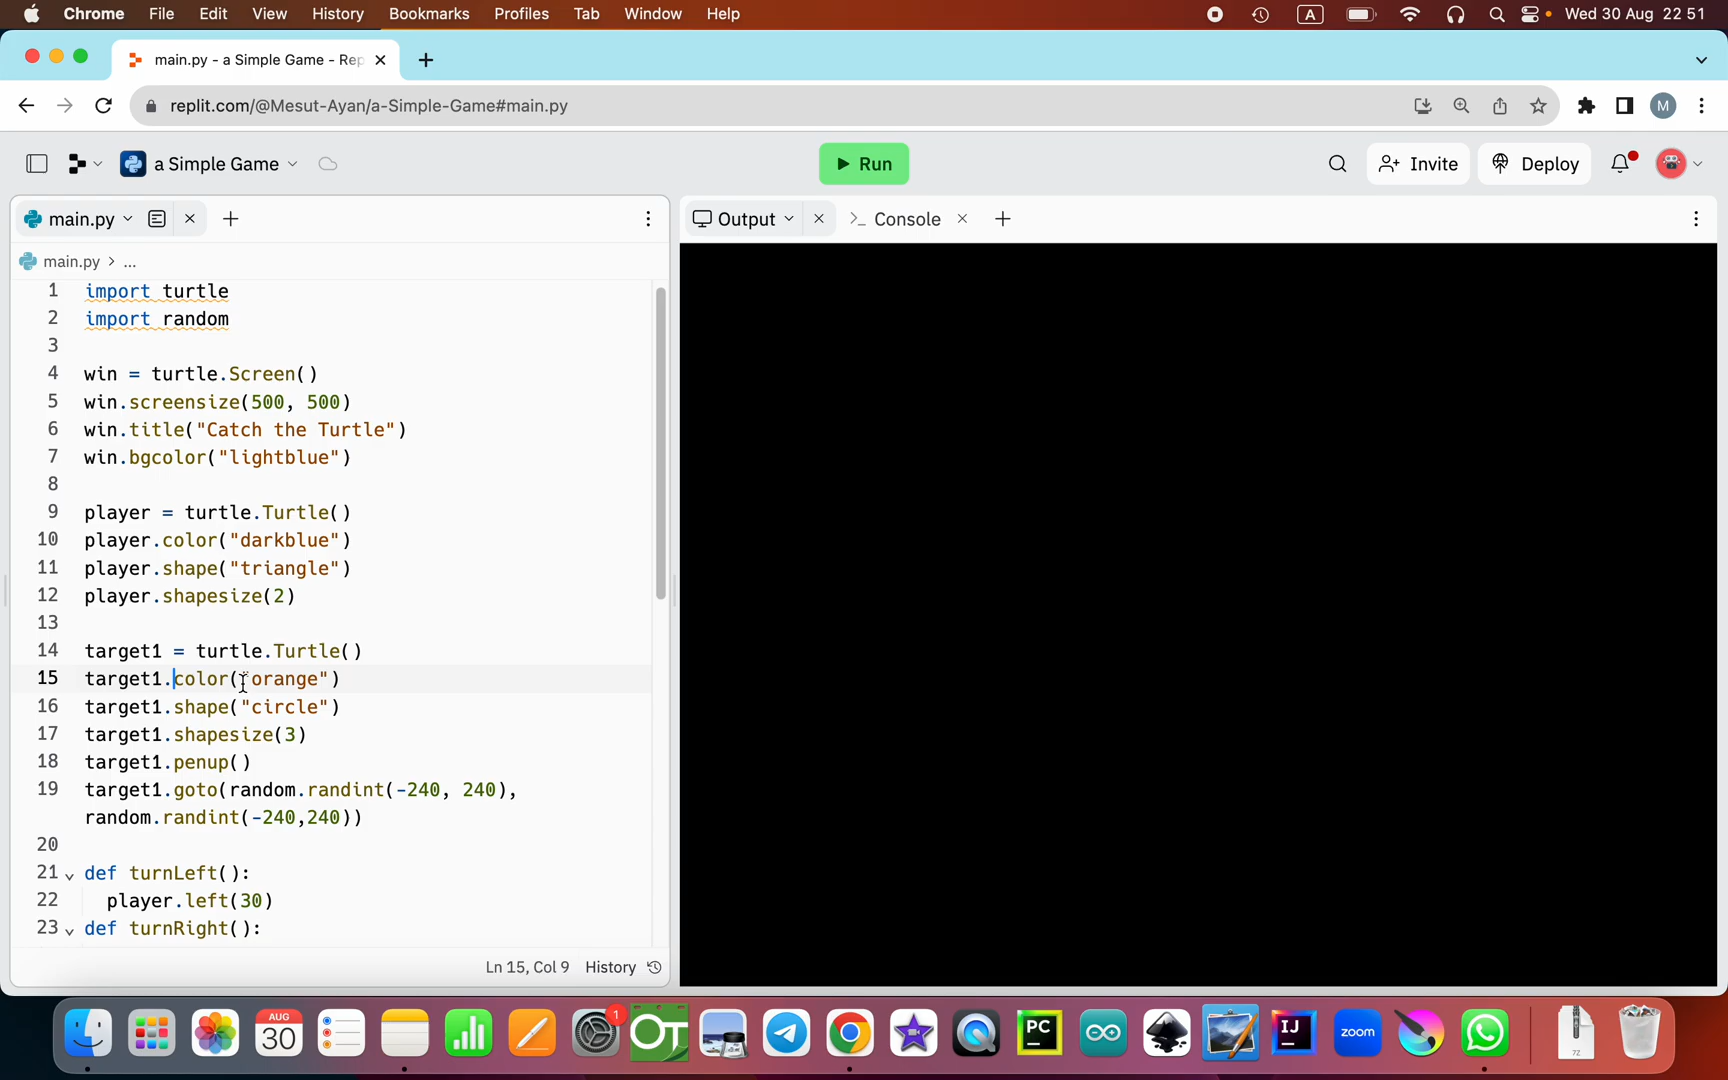 Chrome File Edit View History Bookmarks Profiles Tab Window Help A Wed 30 Aug 22 51
main.py - a Simple Game - Rep
replit.com/@Mesut-Ayan/a-Simple-Game#main.py M
a Simple Game Run Invite Deploy
main.py Output Console
main.py > ...
1 import turtle
2 import random
3
4 win = turtle.Screen()
5 win.screensize(500, 500)
6 win.title("Catch the Turtle")
7 win.bgcolor("lightblue")
8
9 player = turtle.Turtle()
10 player.color("darkblue")
11 player.shape("triangle")
12 player.shapesize(2)
13
14 target1 = turtle.Turtle()
15 target1.color("orange")
16 target1.shape("circle")
17 target1.shapesize(3)
18 target1.penup()
19 target1.goto(random.randint(-240, 240),
random.randint(-240,240))
20
21 def turnLeft():
22 player.left(30)
23 def turnRight():
Ln 15, Col 9 History
AUG
30
1
OT
PC
IJ
zoom
7Z